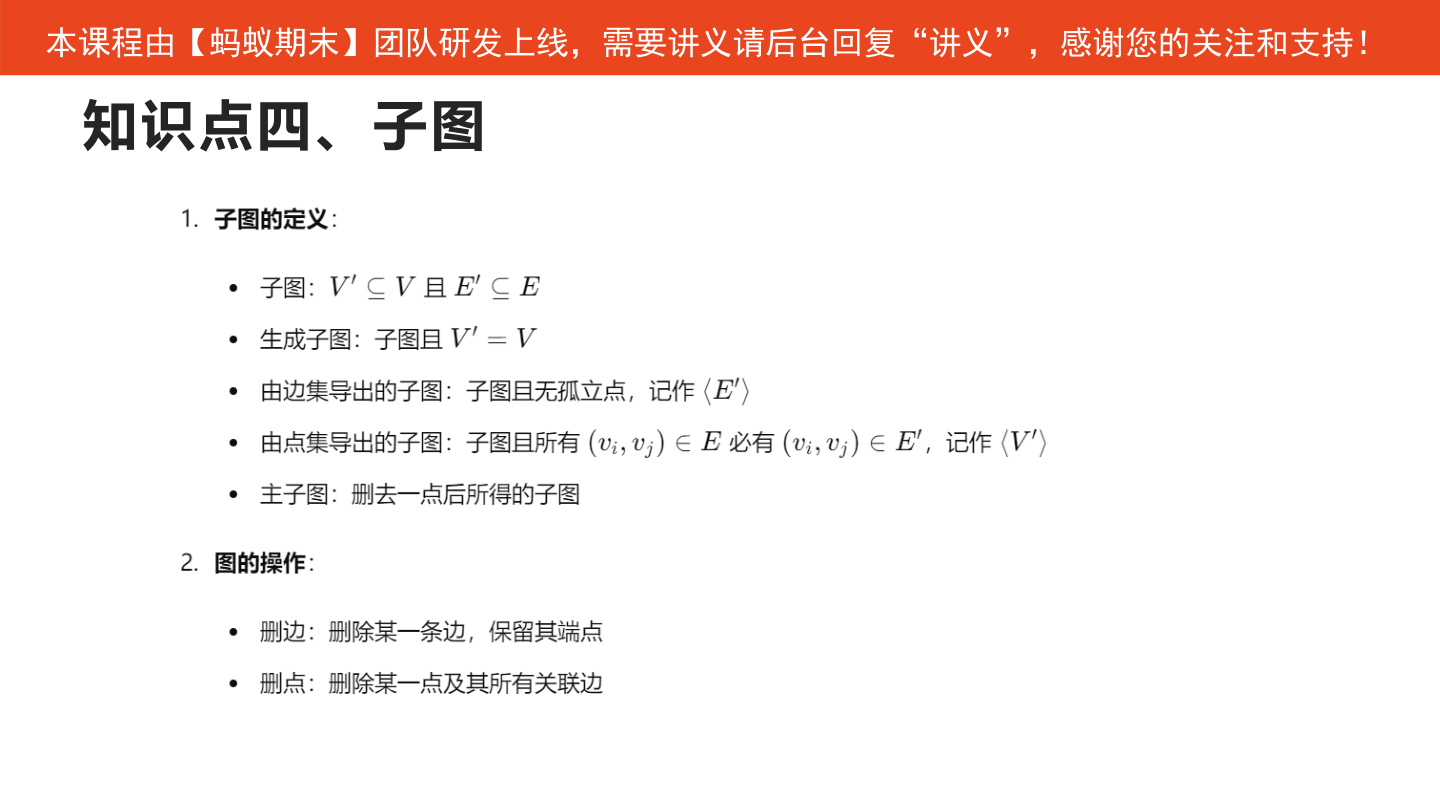 本课程由【蚂蚁期末】团队研发上线，需要讲义请后台回复“讲义”，感谢您的关注和支持！
知识点四、子图
1. 子图的定义：
• 子图：V′ ⊆ V 且 E′ ⊆ E
• 生成子图：子图且 V′ = V
• 由边集导出的子图：子图且无孤立点，记作 ⟨E′⟩
• 由点集导出的子图：子图且所有 (vᵢ, vⱼ) ∈ E 必有 (vᵢ, vⱼ) ∈ E′，记作 ⟨V′⟩
• 主子图：删去一点后所得的子图
2. 图的操作：
• 删边：删除某一条边，保留其端点
• 删点：删除某一点及其所有关联边